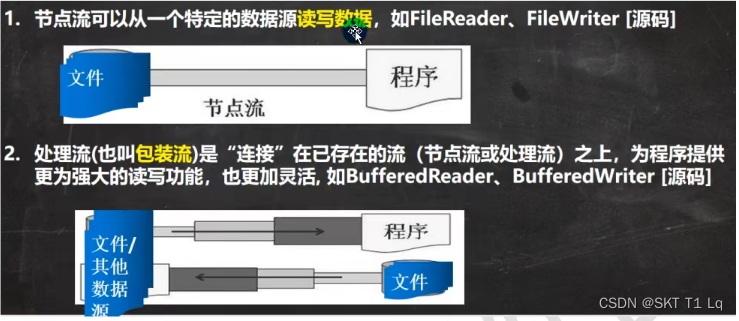 1. 节点流可以从一个特定的数据源读写数据，如FileReader、FileWriter [源码]
文件
程序
节点流
2. 处理流(也叫包装流)是“连接”在已存在的流（节点流或处理流）之上，为程序提供
更为强大的读写功能，也更加灵活, 如BufferedReader、BufferedWriter [源码]
文件/
其他
数据
源
程序
文件
CSDN @SKT T1 Lq